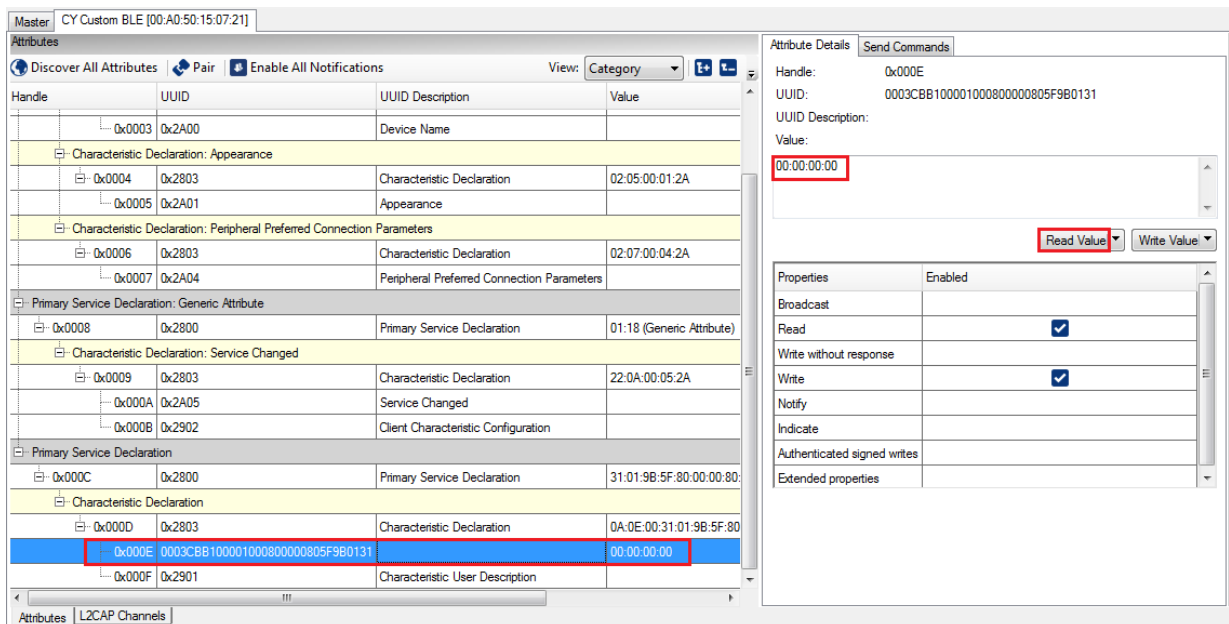 Master CY Custom BLE [00:A0:50:15:07:21]
Attributes
Discover All Attributes Pair Enable All Notifications View: Category
Handle UUID UUID Description Value
0x0003 0x2A00 Device Name
Characteristic Declaration: Appearance
0x0004 0x2803 Characteristic Declaration 02:05:00:01:2A
0x0005 0x2A01 Appearance
Characteristic Declaration: Peripheral Preferred Connection Parameters
0x0006 0x2803 Characteristic Declaration 02:07:00:04:2A
0x0007 0x2A04 Peripheral Preferred Connection Parameters
Primary Service Declaration: Generic Attribute
0x0008 0x2800 Primary Service Declaration 01:18 (Generic Attribute)
Characteristic Declaration: Service Changed
0x0009 0x2803 Characteristic Declaration 22:0A:00:05:2A
0x000A 0x2A05 Service Changed
0x000B 0x2902 Client Characteristic Configuration
Primary Service Declaration
0x000C 0x2800 Primary Service Declaration 31:01:9B:5F:80:00:00:80:
Characteristic Declaration
0x000D 0x2803 Characteristic Declaration 0A:0E:00:31:01:9B:5F:80
0x000E 0003CBB100001000800000805F9B0131 00:00:00:00
0x000F 0x2901 Characteristic User Description
Attributes L2CAP Channels
Attribute Details Send Commands
Handle: 0x000E
UUID: 0003CBB100001000800000805F9B0131
UUID Description:
Value:
00:00:00:00
Read Value Write Value
Properties Enabled
Broadcast
Read
Write without response
Write
Notify
Indicate
Authenticated signed writes
Extended properties